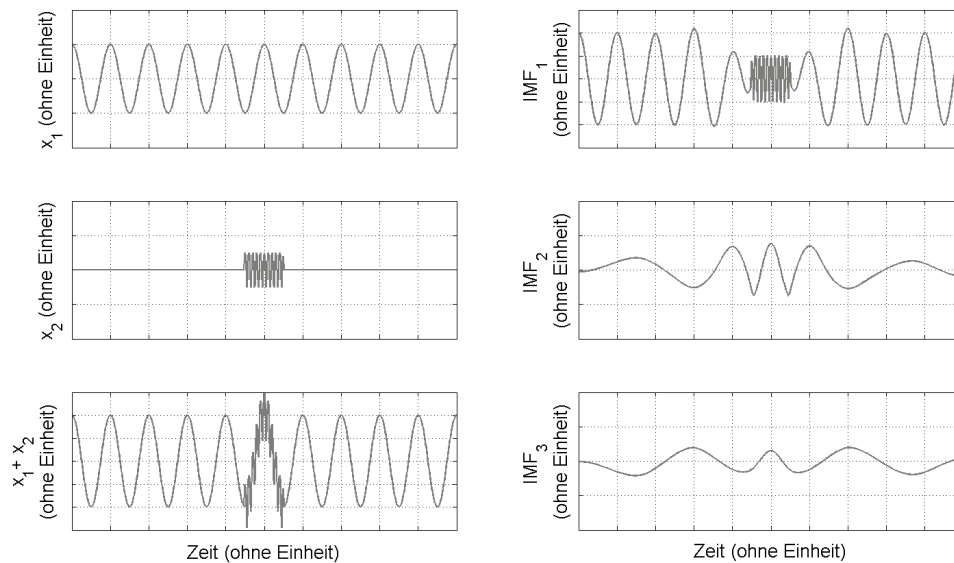 x1 (ohne Einheit)
x2 (ohne Einheit)
x1+ x2
(ohne Einheit)
Zeit (ohne Einheit)
IMF1
(ohne Einheit)
IMF2
(ohne Einheit)
IMF3
(ohne Einheit)
Zeit (ohne Einheit)